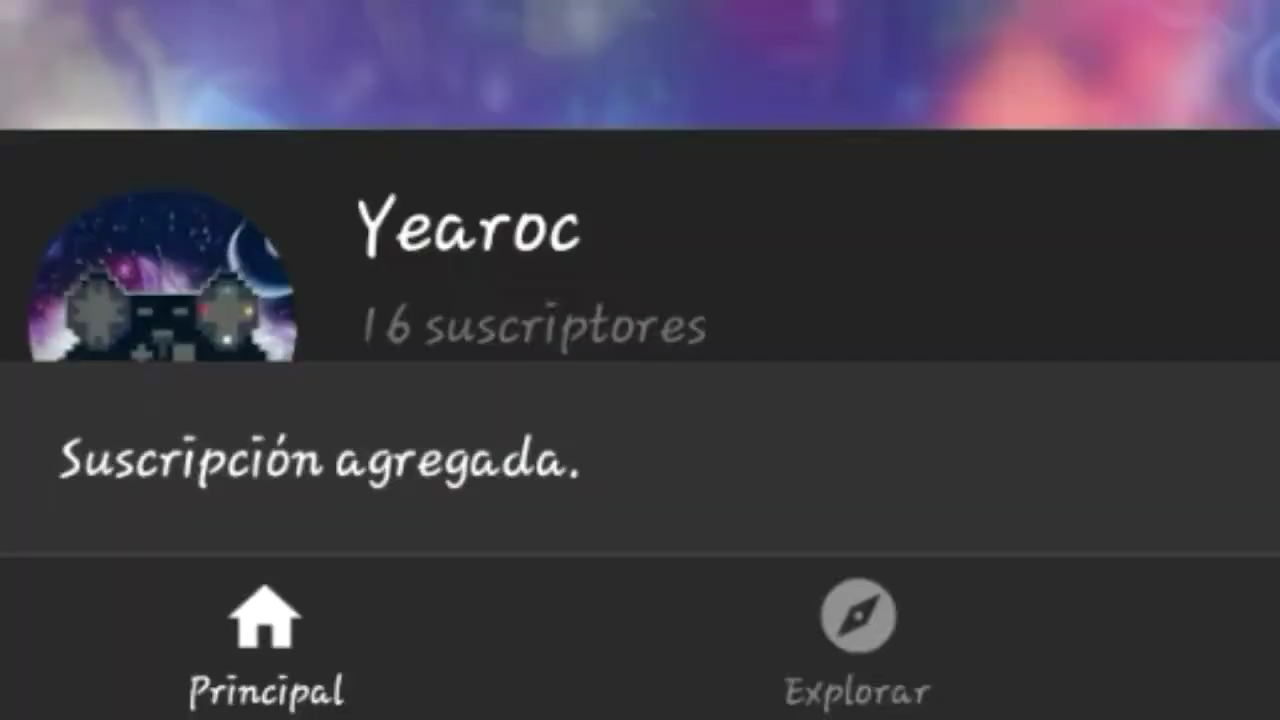 Yearoc
16 suscriptores
Suscripción agregada.
Principal
Explorar